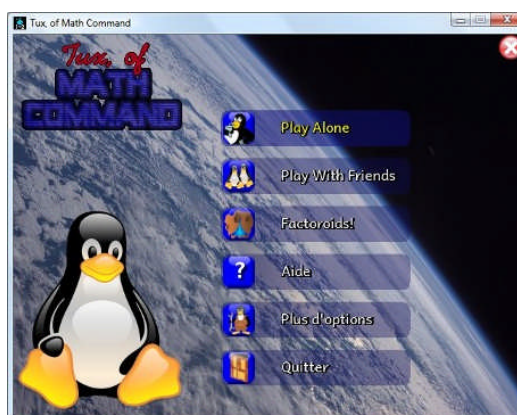 Tux, of Math Command
Tux, of
MATH
COMMAND
Play Alone
Play With Friends
Factoroids!
?
Aide
Plus d'options
Quitter